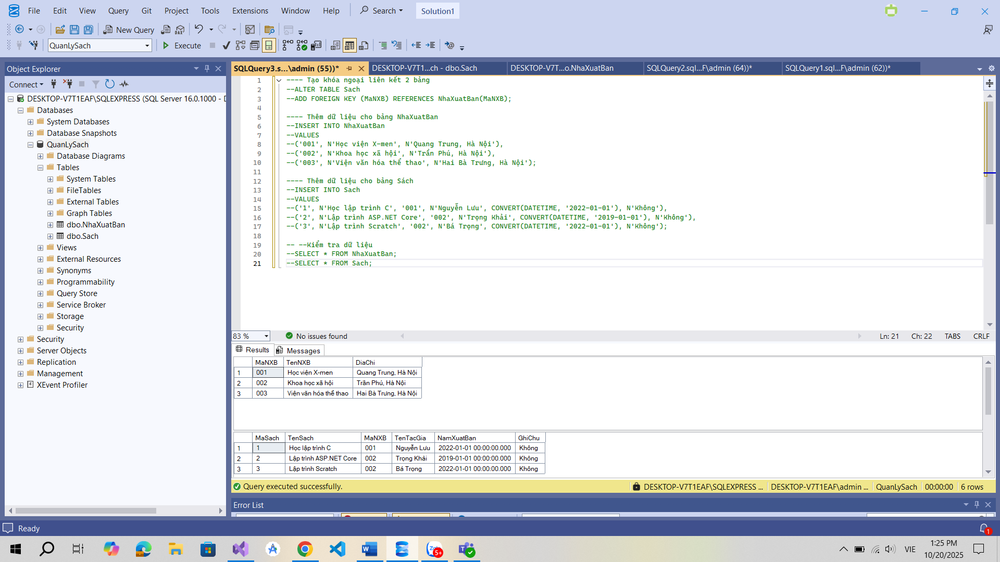 File Edit View Query Git Project Tools Extensions Window Help Search Solution1
New Query DAX
QuanLySach Execute
Object Explorer
Connect
DESKTOP-V7T1EAF\SQLEXPRESS (SQL Server 16.0.1000 - D
Databases
System Databases
Database Snapshots
QuanLySach
Database Diagrams
Tables
System Tables
FileTables
External Tables
Graph Tables
dbo.NhaXuatBan
dbo.Sach
Views
External Resources
Synonyms
Programmability
Query Store
Service Broker
Storage
Security
Security
Server Objects
Replication
Management
XEvent Profiler
SQLQuery3.s...\admin (55))* DESKTOP-V7T1...ch - dbo.Sach DESKTOP-V7T...o.NhaXuatBan SQLQuery2.sql...F\admin (64))* SQLQuery1.sql...F\admin (62))*
1 ---- Tạo khóa ngoại liên kết 2 bảng
2 --ALTER TABLE Sach
3 --ADD FOREIGN KEY (MaNXB) REFERENCES NhaXuatBan(MaNXB);
4
5 ---- Thêm dữ liệu cho bảng NhaXuatBan
6 --INSERT INTO NhaXuatBan
7 --VALUES
8 --('001', N'Học viện X-men', N'Quang Trung, Hà Nội'),
9 --('002', N'Khoa học xã hội', N'Trần Phú, Hà Nội'),
10 --('003', N'Viện văn hóa thể thao', N'Hai Bà Trưng, Hà Nội');
11
12 ---- Thêm dữ liệu cho bảng Sách
13 --INSERT INTO Sach
14 --VALUES
15 --('1', N'Học lập trình C', '001', N'Nguyễn Lưu', CONVERT(DATETIME, '2022-01-01'), N'Không'),
16 --('2', N'Lập trình ASP.NET Core', '002', N'Trọng Khải', CONVERT(DATETIME, '2019-01-01'), N'Không'),
17 --('3', N'Lập trình Scratch', '002', N'Bá Trọng', CONVERT(DATETIME, '2022-01-01'), N'Không');
18
19 -- --Kiểm tra dữ liệu
20 --SELECT * FROM NhaXuatBan;
21 --SELECT * FROM Sach;
83 % No issues found Ln: 21 Ch: 22 TABS CRLF
Results Messages
MaNXB TenNXB DiaChi
1 001 Học viện X-men Quang Trung, Hà Nội
2 002 Khoa học xã hội Trần Phú, Hà Nội
3 003 Viện văn hóa thể thao Hai Bà Trưng, Hà Nội
MaSach TenSach MaNXB TenTacGia NamXuatBan GhiChu
1 1 Học lập trình C 001 Nguyễn Lưu 2022-01-01 00:00:00.000 Không
2 2 Lập trình ASP.NET Core 002 Trọng Khải 2019-01-01 00:00:00.000 Không
3 3 Lập trình Scratch 002 Bá Trọng 2022-01-01 00:00:00.000 Không
Query executed successfully. DESKTOP-V7T1EAF\SQLEXPRESS ... DESKTOP-V7T1EAF\admin ... QuanLySach 00:00:00 6 rows
Error List
Ready 1
5+ VIE 1:25 PM
10/20/2025